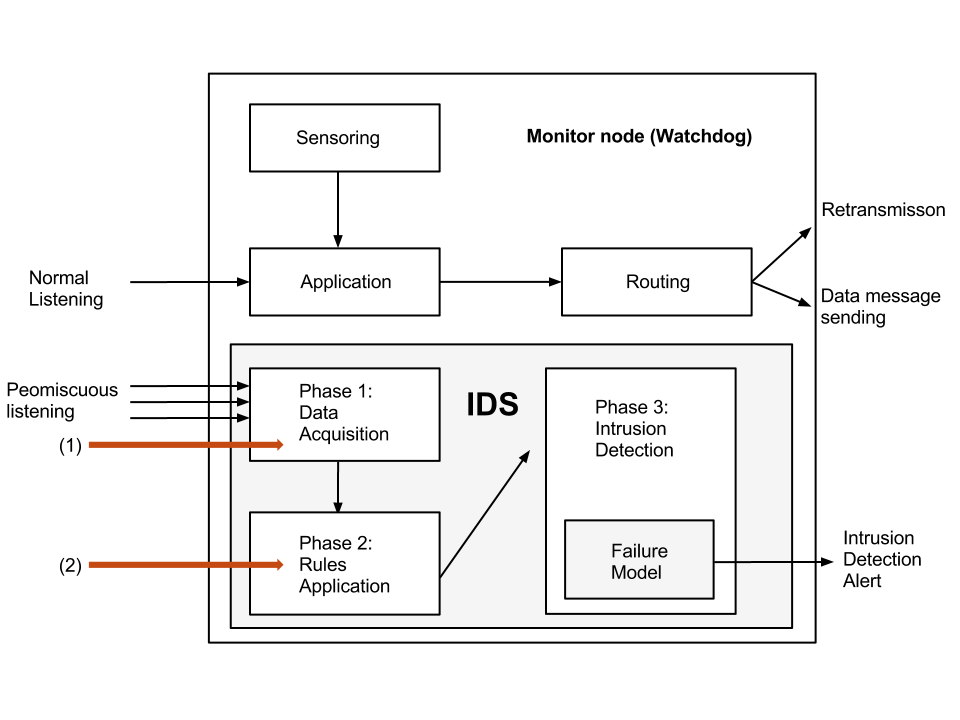 Sensoring
Monitor node (Watchdog)
Retransmisson
Normal
Listening
Application
Routing
Data message
sending
Peomiscuous
listening
(1)
Phase 1:
Data
Acquisition
IDS
Phase 3:
Intrusion
Detection
(2)
Phase 2:
Rules
Application
Failure
Model
Intrusion
Detection
Alert